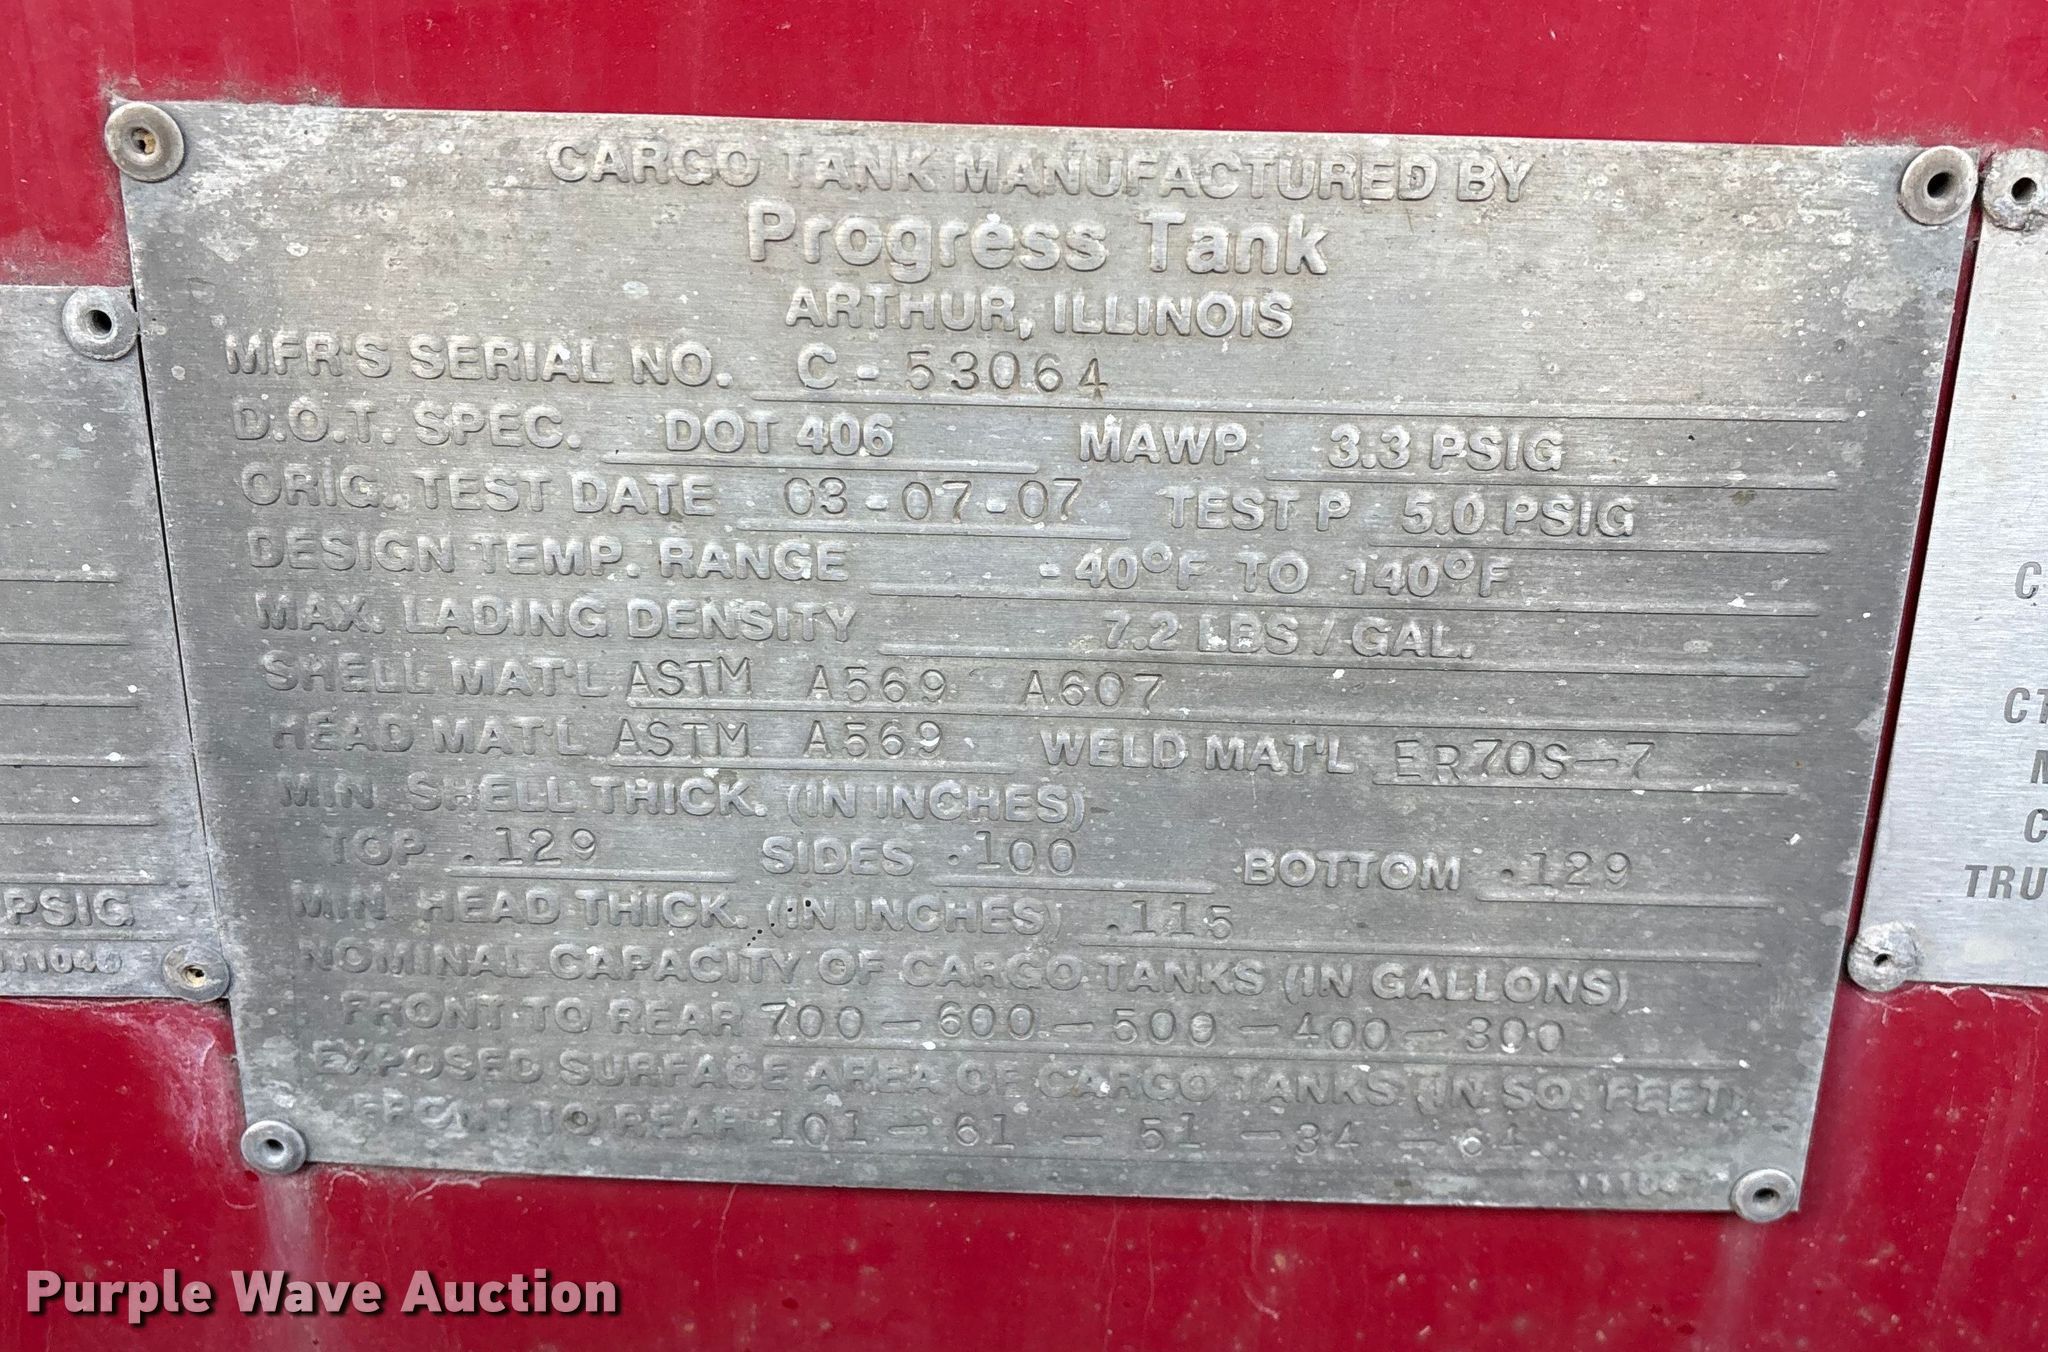 CARGO TANK MANUFACTURED BY
Progress Tank
ARTHUR, ILLINOIS
MFR'S SERIAL NO. C - 53064
D.O.T. SPEC. DOT 406 MAWP 3.3 PSIG
ORIG. TEST DATE 03-07-07 TEST P 5.0 PSIG
DESIGN TEMP. RANGE -40°F TO 140°F
MAX. LADING DENSITY 7.2 LBS / GAL.
SHELL MAT'L ASTM A569 A607
HEAD MAT'L ASTM A569 WELD MAT'L ER70S-7
MIN. SHELL THICK. (IN INCHES)
TOP .129 SIDES .100 BOTTOM .129
MIN. HEAD THICK. (IN INCHES) .115
NOMINAL CAPACITY OF CARGO TANKS (IN GALLONS)
FRONT TO REAR 700-600-500-400-300
EXPOSED SURFACE AREA OF CARGO TANKS (IN SQ. FEET)
FRONT TO REAR 101-61-51-34-
PSIG
C
CT
M
C
TRU
Purple Wave Auction